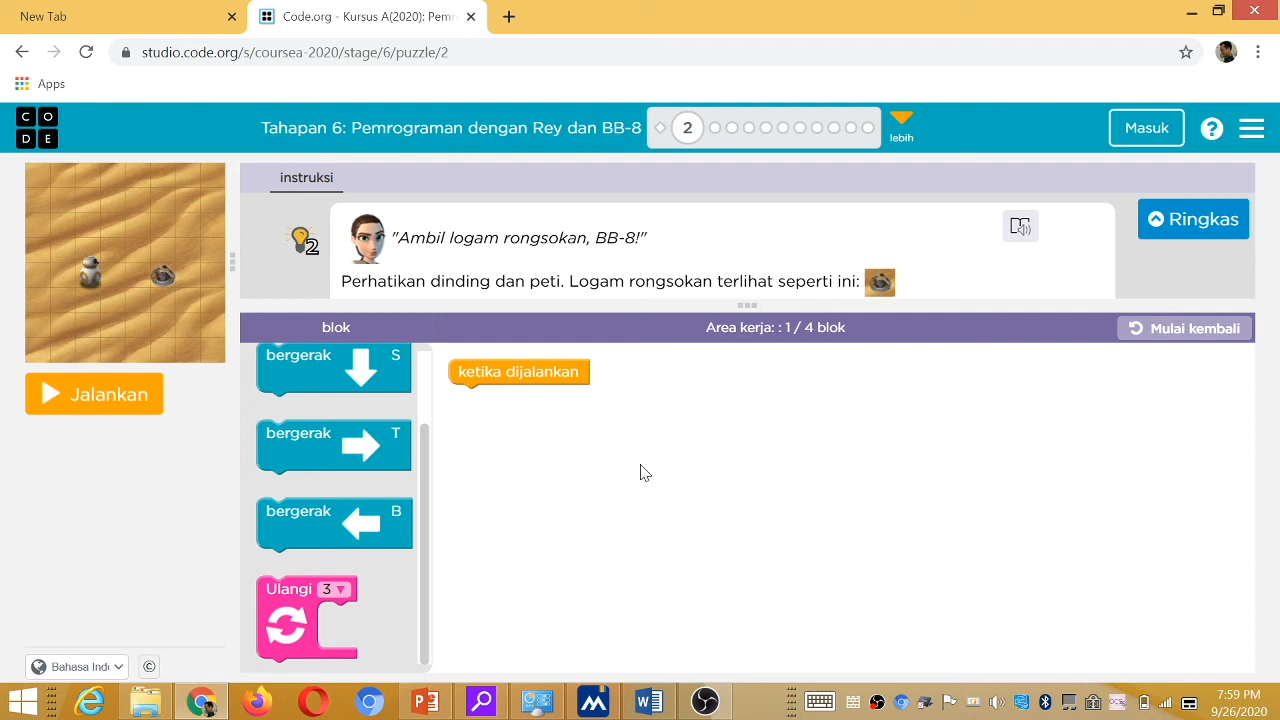 New Tab
Code.org - Kursus A(2020): Pemr
studio.code.org/s/coursea-2020/stage/6/puzzle/2
Apps
C O
D E
Tahapan 6: Pemrograman dengan Rey dan BB-8
2
lebih
Masuk
?
instruksi
2
"Ambil logam rongsokan, BB-8!"
Perhatikan dinding dan peti. Logam rongsokan terlihat seperti ini:
Ringkas
blok
Area kerja: : 1 / 4 blok
Mulai kembali
bergerak S
bergerak T
bergerak B
Ulangi 3
ketika dijalankan
Jalankan
Bahasa Ind
©
7:59 PM
9/26/2020